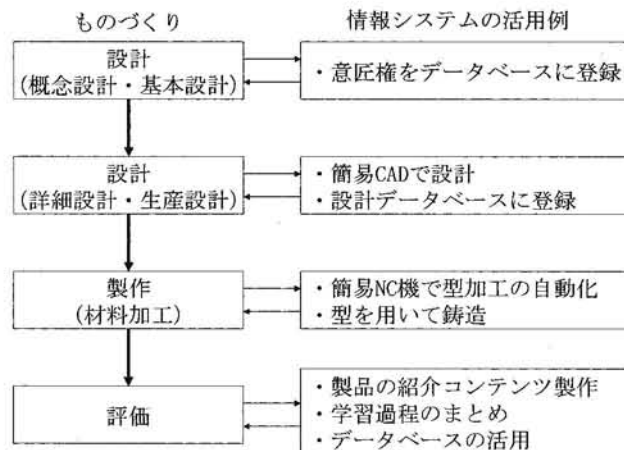 ものづくり
情報システムの活用例
設計
(概念設計・基本設計)
・意匠権をデータベースに登録
設計
(詳細設計・生産設計)
・簡易CADで設計
・設計データベースに登録
製作
(材料加工)
・簡易NC機で型加工の自動化
・型を用いて鋳造
評価
・製品の紹介コンテンツ製作
・学習過程のまとめ
・データベースの活用